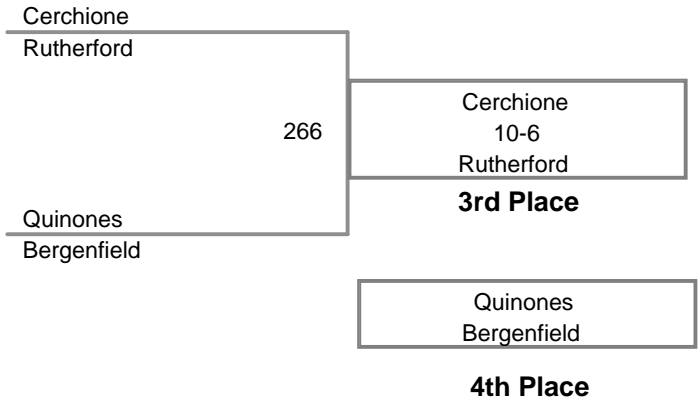 Cerchione
Rutherford
266
Cerchione
10-6
Rutherford
3rd Place
Quinones
Bergenfield
Quinones
Bergenfield
4th Place